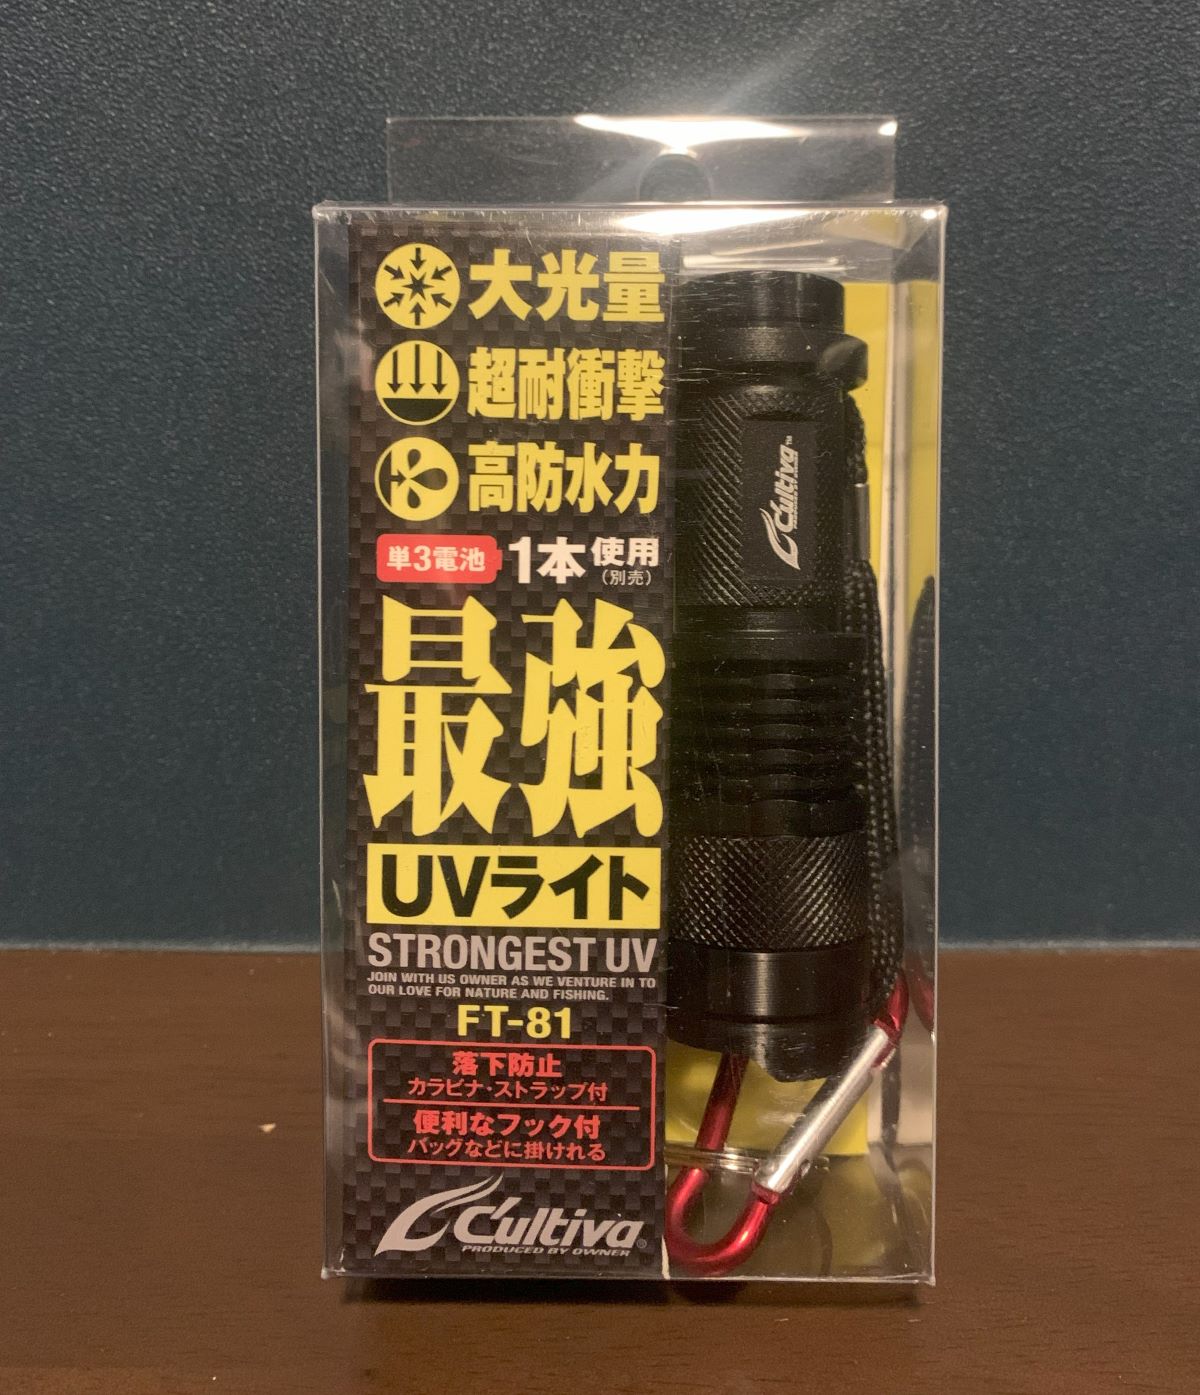 大光量
超耐衝撃
高防水力
単3電池 1本 使用
(別売)
最強
UVライト
STRONGEST UV
JOIN WITH US OWNER AS WE VENTURE IN TO
OUR LOVE FOR NATURE AND FISHING.
FT-81
落下防止
カラビナ・ストラップ付
便利なフック付
バッグなどに掛けれる
C'ultiva®
PRODUCED BY OWNER
C'ultiva™